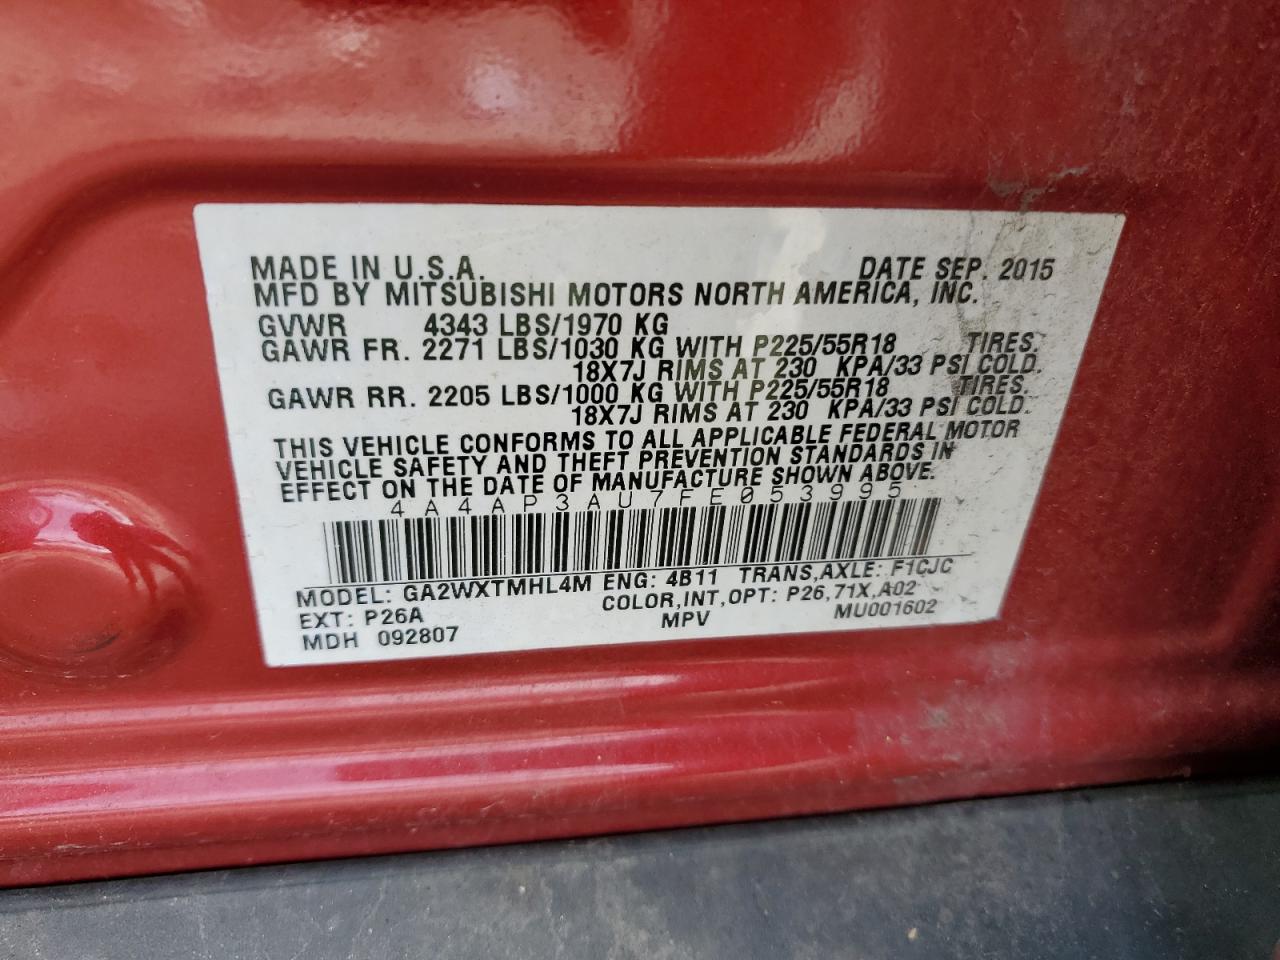 MADE IN U.S.A. DATE SEP. 2015
MFD BY MITSUBISHI MOTORS NORTH AMERICA, INC.
GVWR 4343 LBS/1970 KG
GAWR FR. 2271 LBS/1030 KG WITH P225/55R18 TIRES.
18X7J RIMS AT 230 KPA/33 PSI COLD.
GAWR RR. 2205 LBS/1000 KG WITH P225/55R18 TIRES.
18X7J RIMS AT 230 KPA/33 PSI COLD.
THIS VEHICLE CONFORMS TO ALL APPLICABLE FEDERAL MOTOR
VEHICLE SAFETY AND THEFT PREVENTION STANDARDS IN
EFFECT ON THE DATE OF MANUFACTURE SHOWN ABOVE.
4A4AP3AU7FE053995
MODEL: GA2WXTMHL4M ENG: 4B11 TRANS,AXLE: F1CJC
EXT: P26A COLOR,INT,OPT: P26,71X,A02
MDH 092807 MPV MU001602